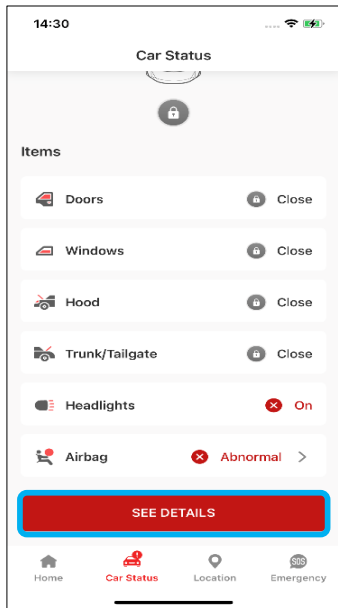 14:30
Car Status
Items
Doors Close
Windows Close
Hood Close
Trunk/Tailgate Close
Headlights On
Airbag Abnormal >
SEE DETAILS
Home Car Status Location SOS Emergency